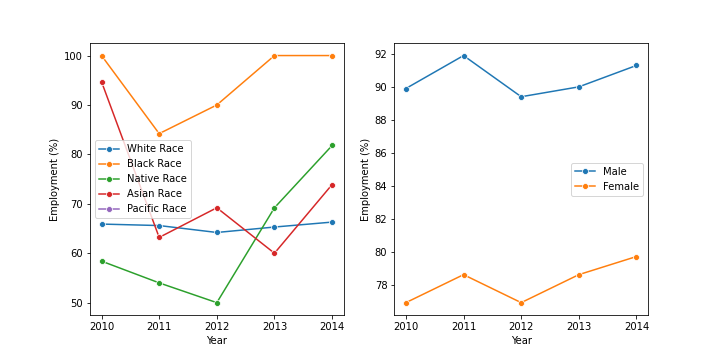 100
90
80
70
60
50
Employment (%)
2010 2011 2012 2013 2014
Year
White Race
Black Race
Native Race
Asian Race
Pacific Race
92
90
88
86
84
82
80
78
Employment (%)
2010 2011 2012 2013 2014
Year
Male
Female